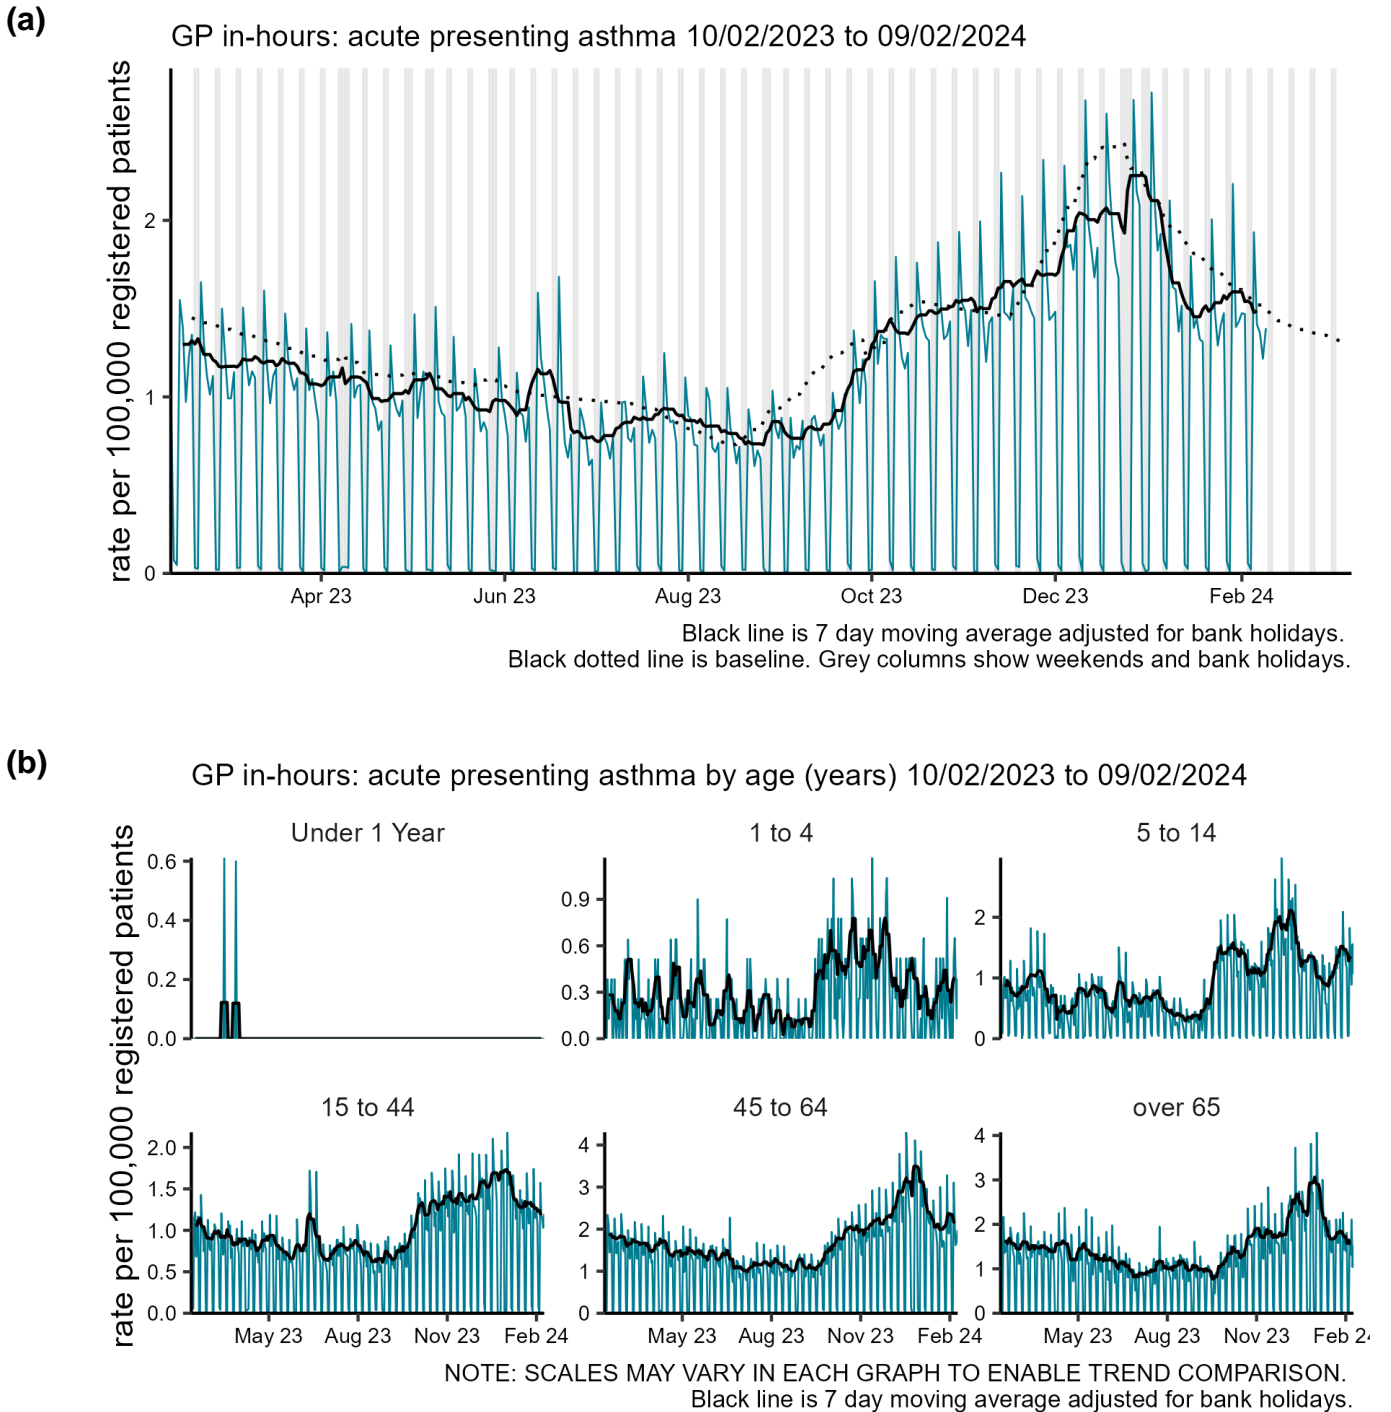 (a)
GP in-hours: acute presenting asthma 10/02/2023 to 09/02/2024
rate per 100,000 registered patients
2
1
0
Apr 23 Jun 23 Aug 23 Oct 23 Dec 23 Feb 24
Black line is 7 day moving average adjusted for bank holidays.
Black dotted line is baseline. Grey columns show weekends and bank holidays.
(b)
GP in-hours: acute presenting asthma by age (years) 10/02/2023 to 09/02/2024
rate per 100,000 registered patients
Under 1 Year
0.6
0.4
0.2
0.0
1 to 4
0.9
0.6
0.3
0.0
5 to 14
2
1
0
15 to 44
2.0
1.5
1.0
0.5
0.0
May 23 Aug 23 Nov 23 Feb 24
45 to 64
4
3
2
1
0
May 23 Aug 23 Nov 23 Feb 24
over 65
4
3
2
1
0
May 23 Aug 23 Nov 23 Feb
NOTE: SCALES MAY VARY IN EACH GRAPH TO ENABLE TREND COMPARISON.
Black line is 7 day moving average adjusted for bank holidays.